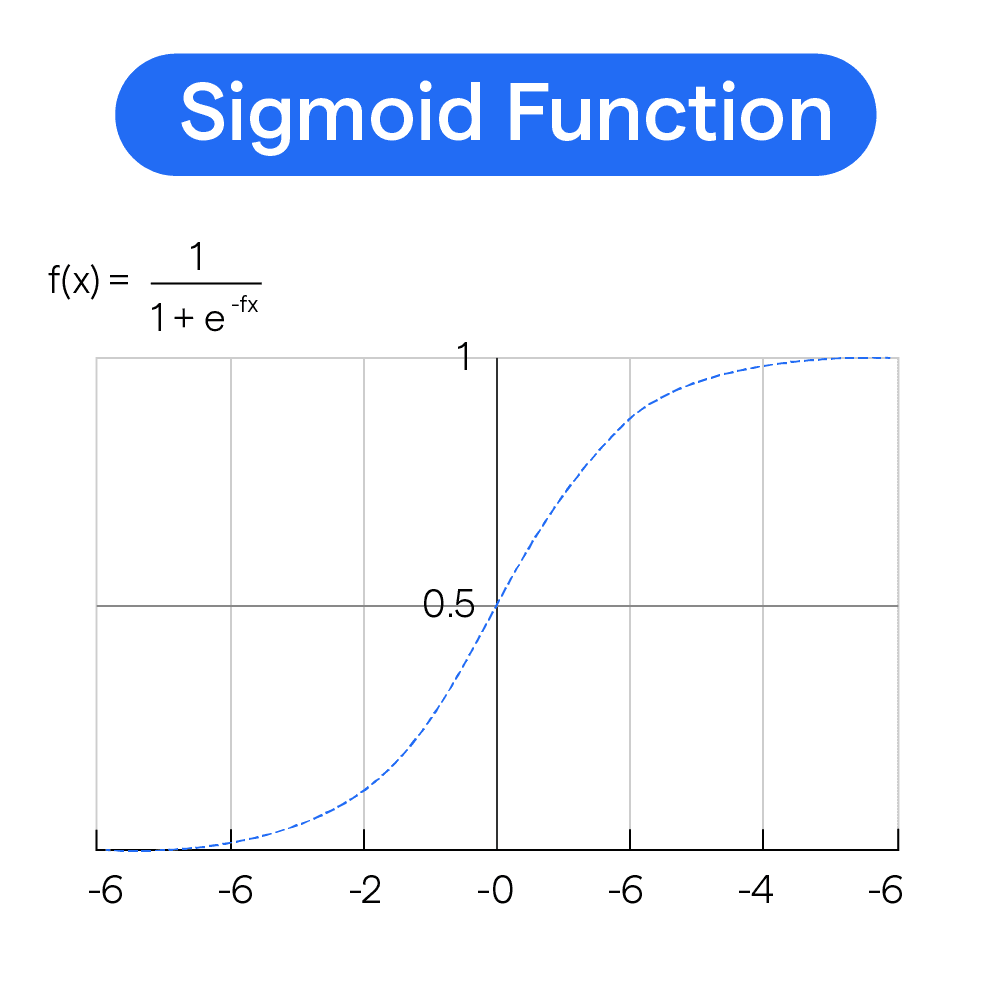 Sigmoid Function
f(x) = 1
1 + e -fx
1
0.5
-6 -6 -2 -0 -6 -4 -6